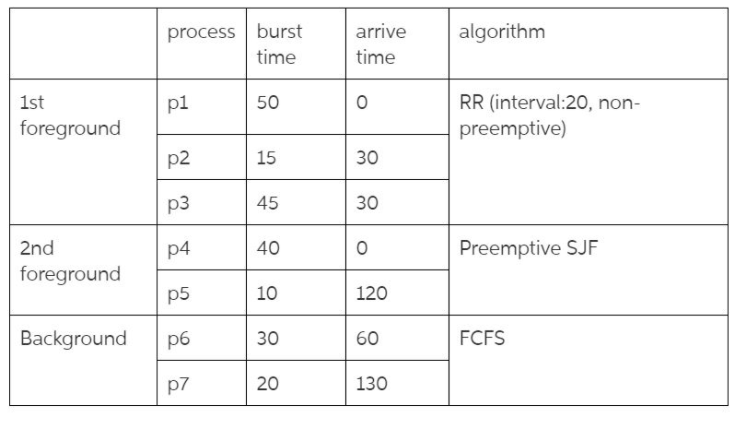 process burst time arrive time algorithm
1st foreground p1 50 0 RR (interval:20, non-preemptive)
p2 15 30
p3 45 30
2nd foreground p4 40 0 Preemptive SJF
p5 10 120
Background p6 30 60 FCFS
p7 20 130